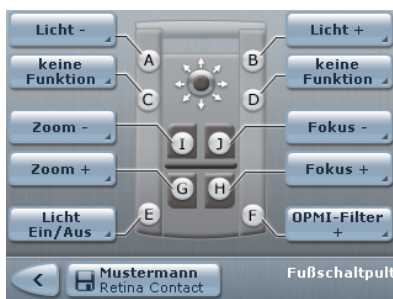 Licht -
Licht +
A
B
keine
Funktion
keine
Funktion
C
D
Zoom -
Fokus -
I
J
Zoom +
Fokus +
G
H
Licht
Ein/Aus
E
F
OPMI-Filter
+
<
Mustermann
Retina Contact
Fußschaltpult